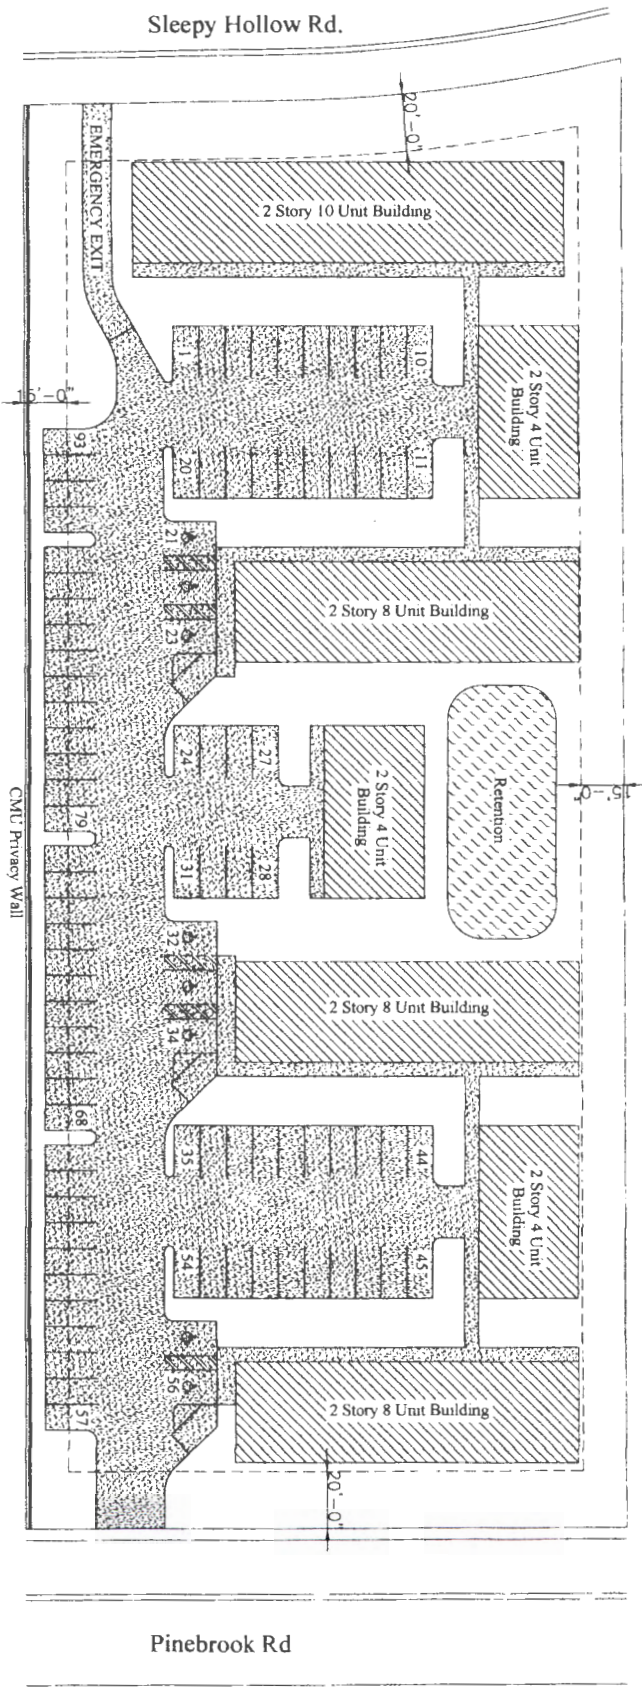 Sleepy Hollow Rd.
20'-0"
EMERGENCY EXIT
2 Story 10 Unit Building
1
10
2 Story 4 Unit
Building
15'-0"
93
20
11
21
2 Story 8 Unit Building
23
24
27
2 Story 4 Unit
Building
Retention
15'-0"
79
CMU Privacy Wall
31
28
32
2 Story 8 Unit Building
34
68
35
44
2 Story 4 Unit
Building
54
45
56
57
2 Story 8 Unit Building
20'-0"
Pinebrook Rd